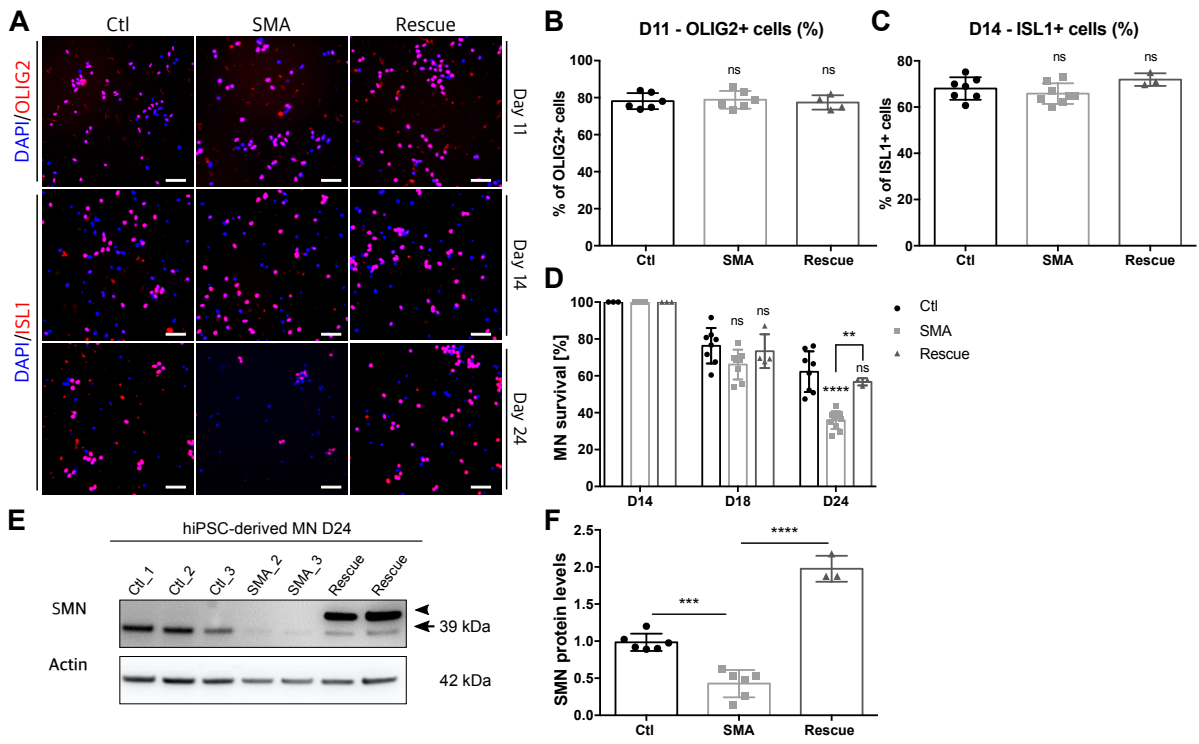 A
Ctl
SMA
Rescue
DAPI/OLIG2
Day 11
DAPI/ISL1
Day 14
Day 24
B
D11 - OLIG2+ cells (%)
% of OLIG2+ cells
100
80
60
40
20
0
ns
ns
Ctl
SMA
Rescue
C
D14 - ISL1+ cells (%)
% of ISL1+ cells
80
60
40
20
0
ns
ns
Ctl
SMA
Rescue
D
MN survival [%]
100
80
60
40
20
0
ns
ns
**
****
ns
D14
D18
D24
Ctl
SMA
Rescue
E
hiPSC-derived MN D24
Ctl_1
Ctl_2
Ctl_3
SMA_2
SMA_3
Rescue
Rescue
SMN
39 kDa
Actin
42 kDa
F
SMN protein levels
2.5
2.0
1.5
1.0
0.5
0.0
***
****
Ctl
SMA
Rescue